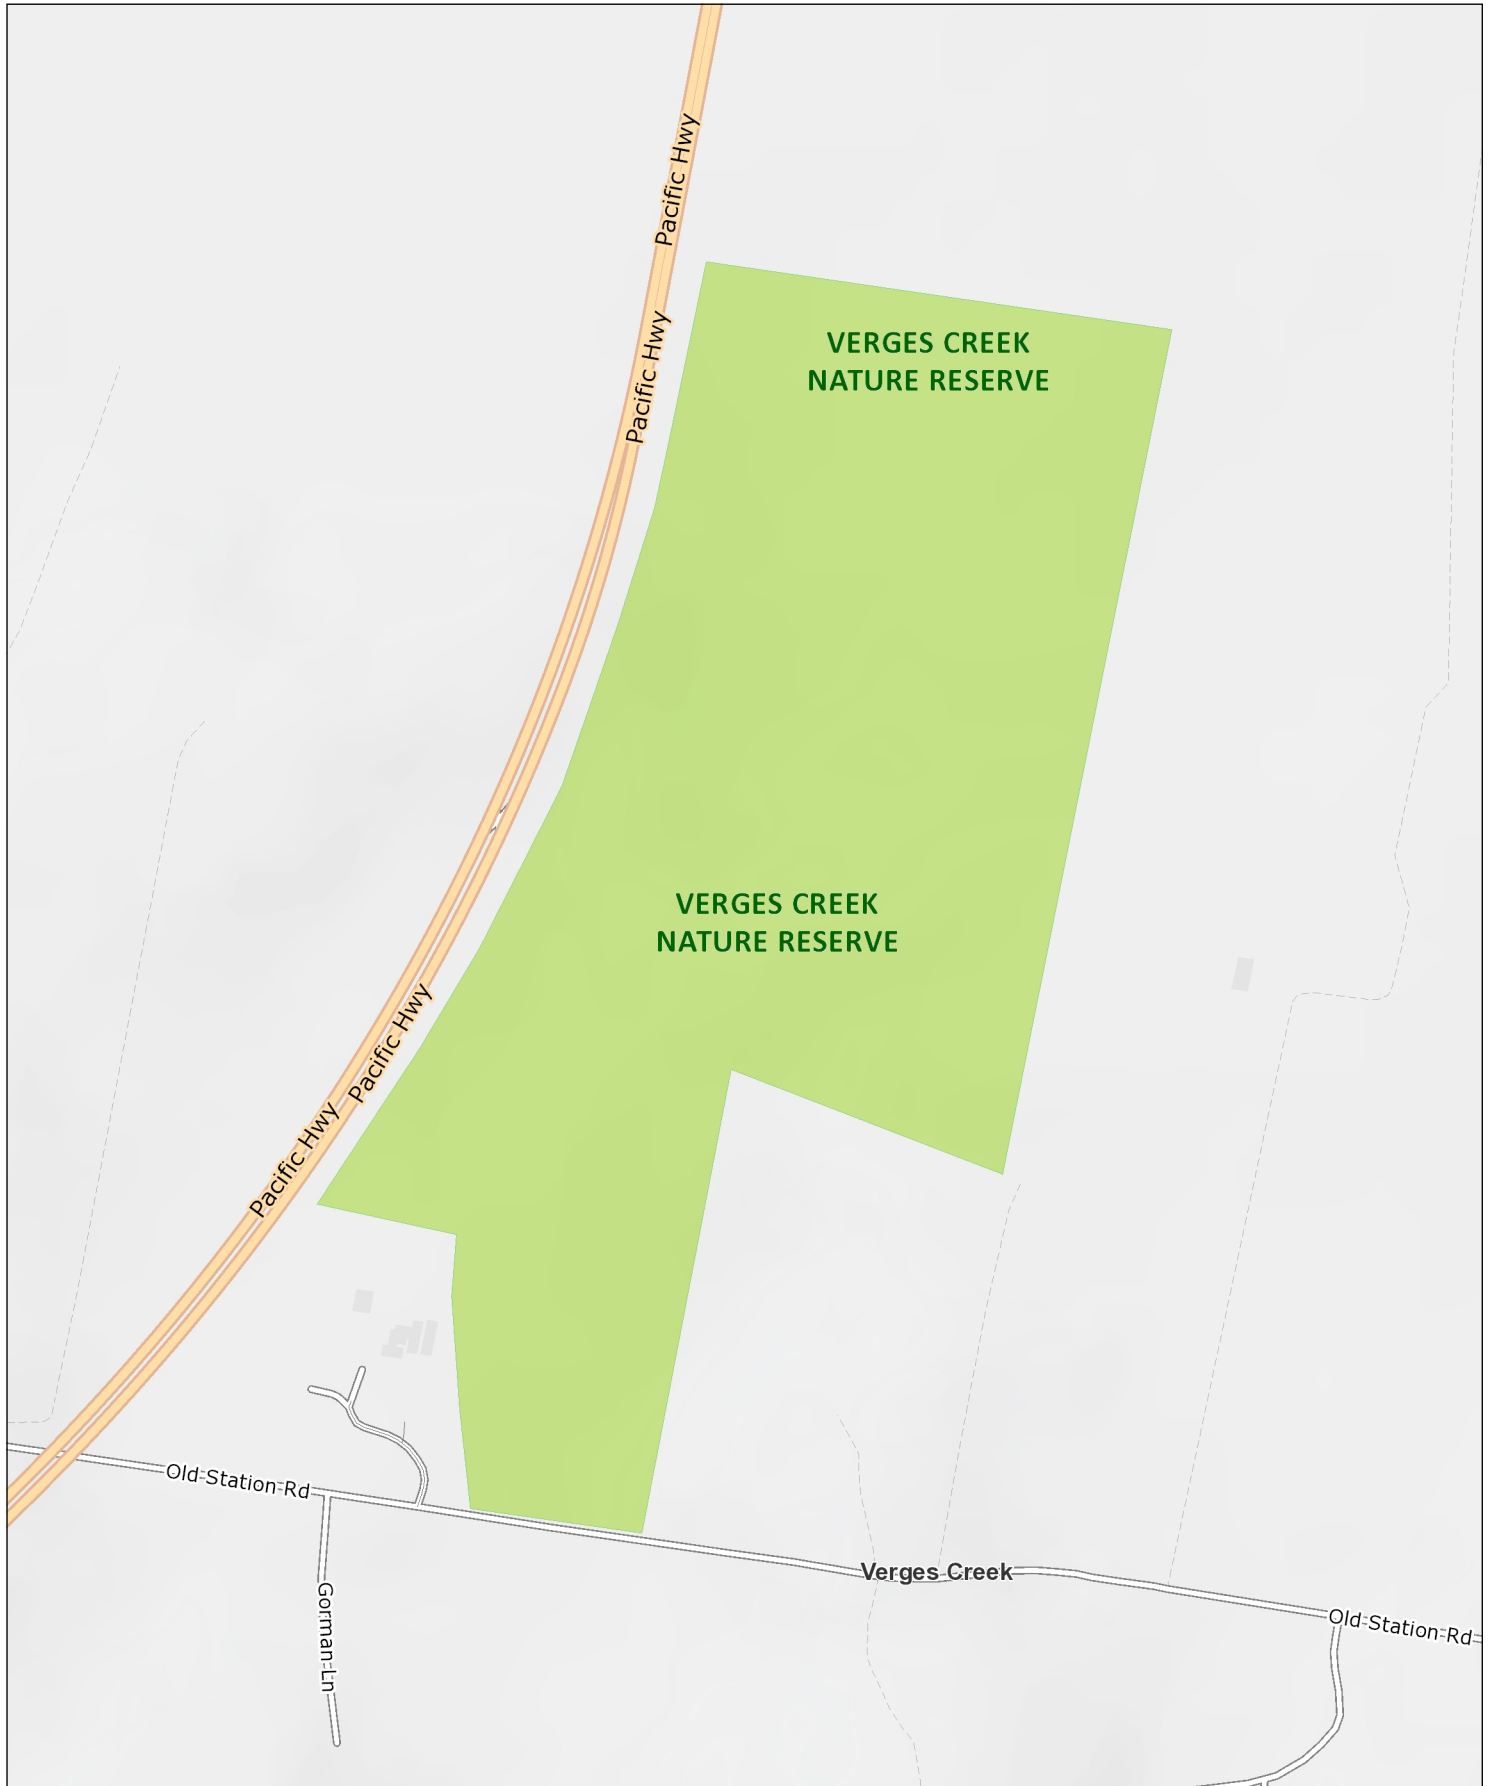 Pacific Hwy
Pacific Hwy
VERGES CREEK
NATURE RESERVE
VERGES CREEK
NATURE RESERVE
Pacific Hwy
Pacific Hwy
Old Station Rd
Verges Creek
Gorman Ln
Old Station Rd